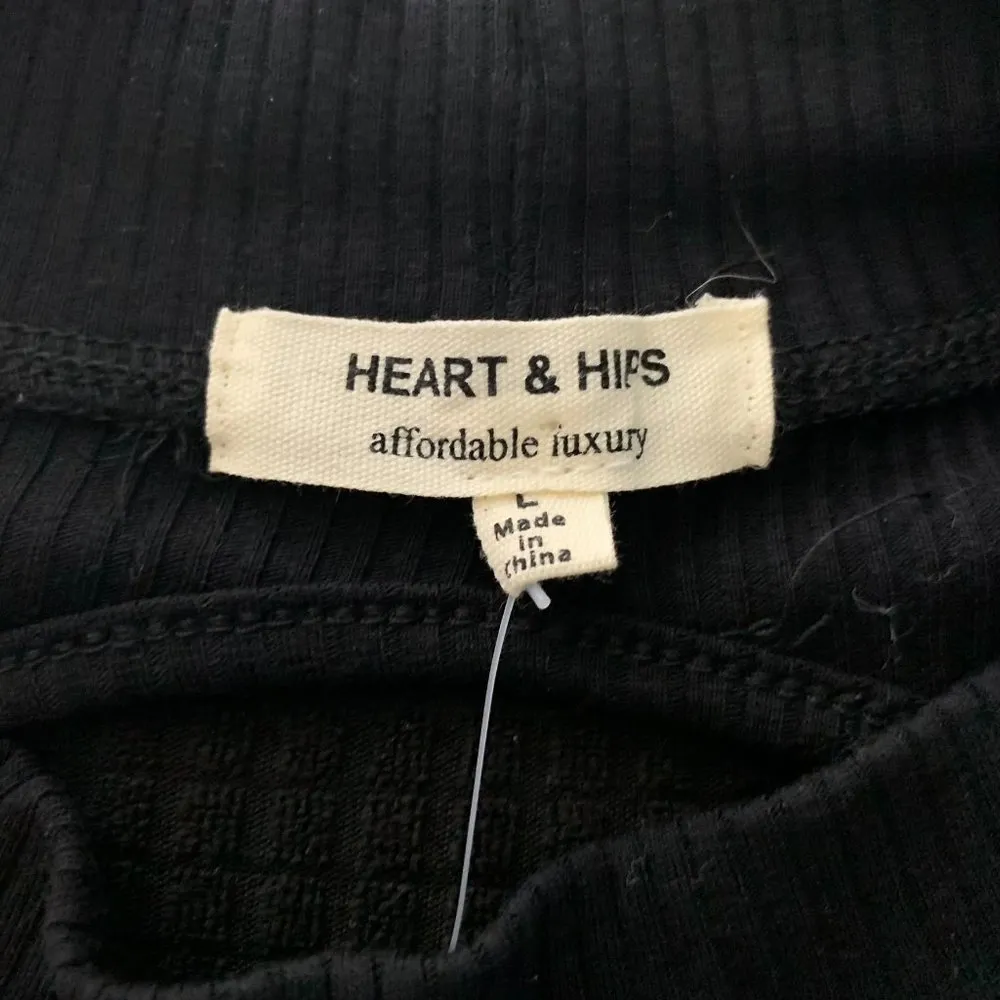 HEART & HIPS
affordable luxury
L
Made
in
China